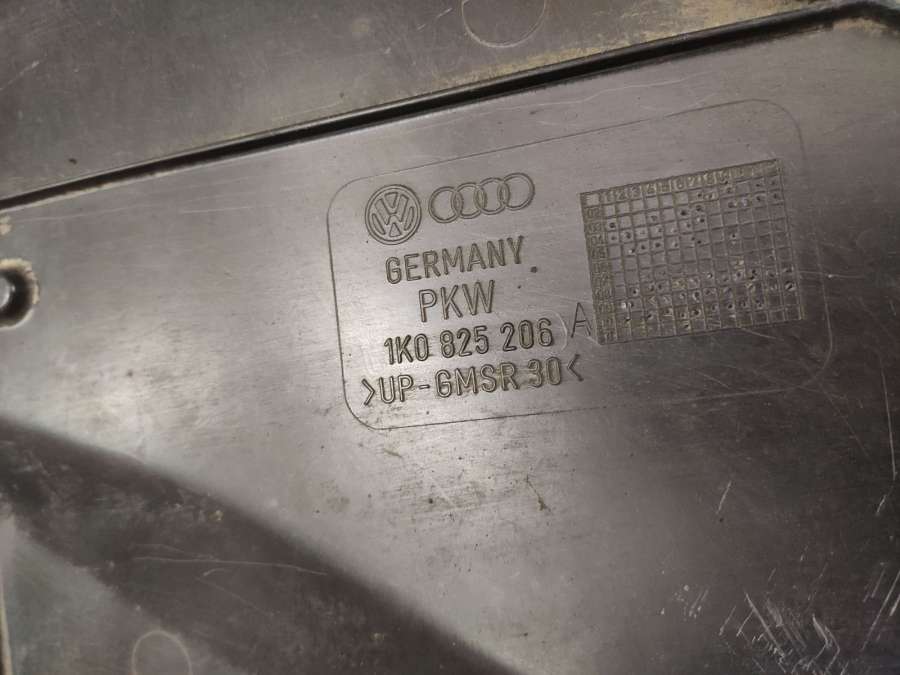 GERMANY
PKW
1K0 825 206 A
>UP-GMSR 30<